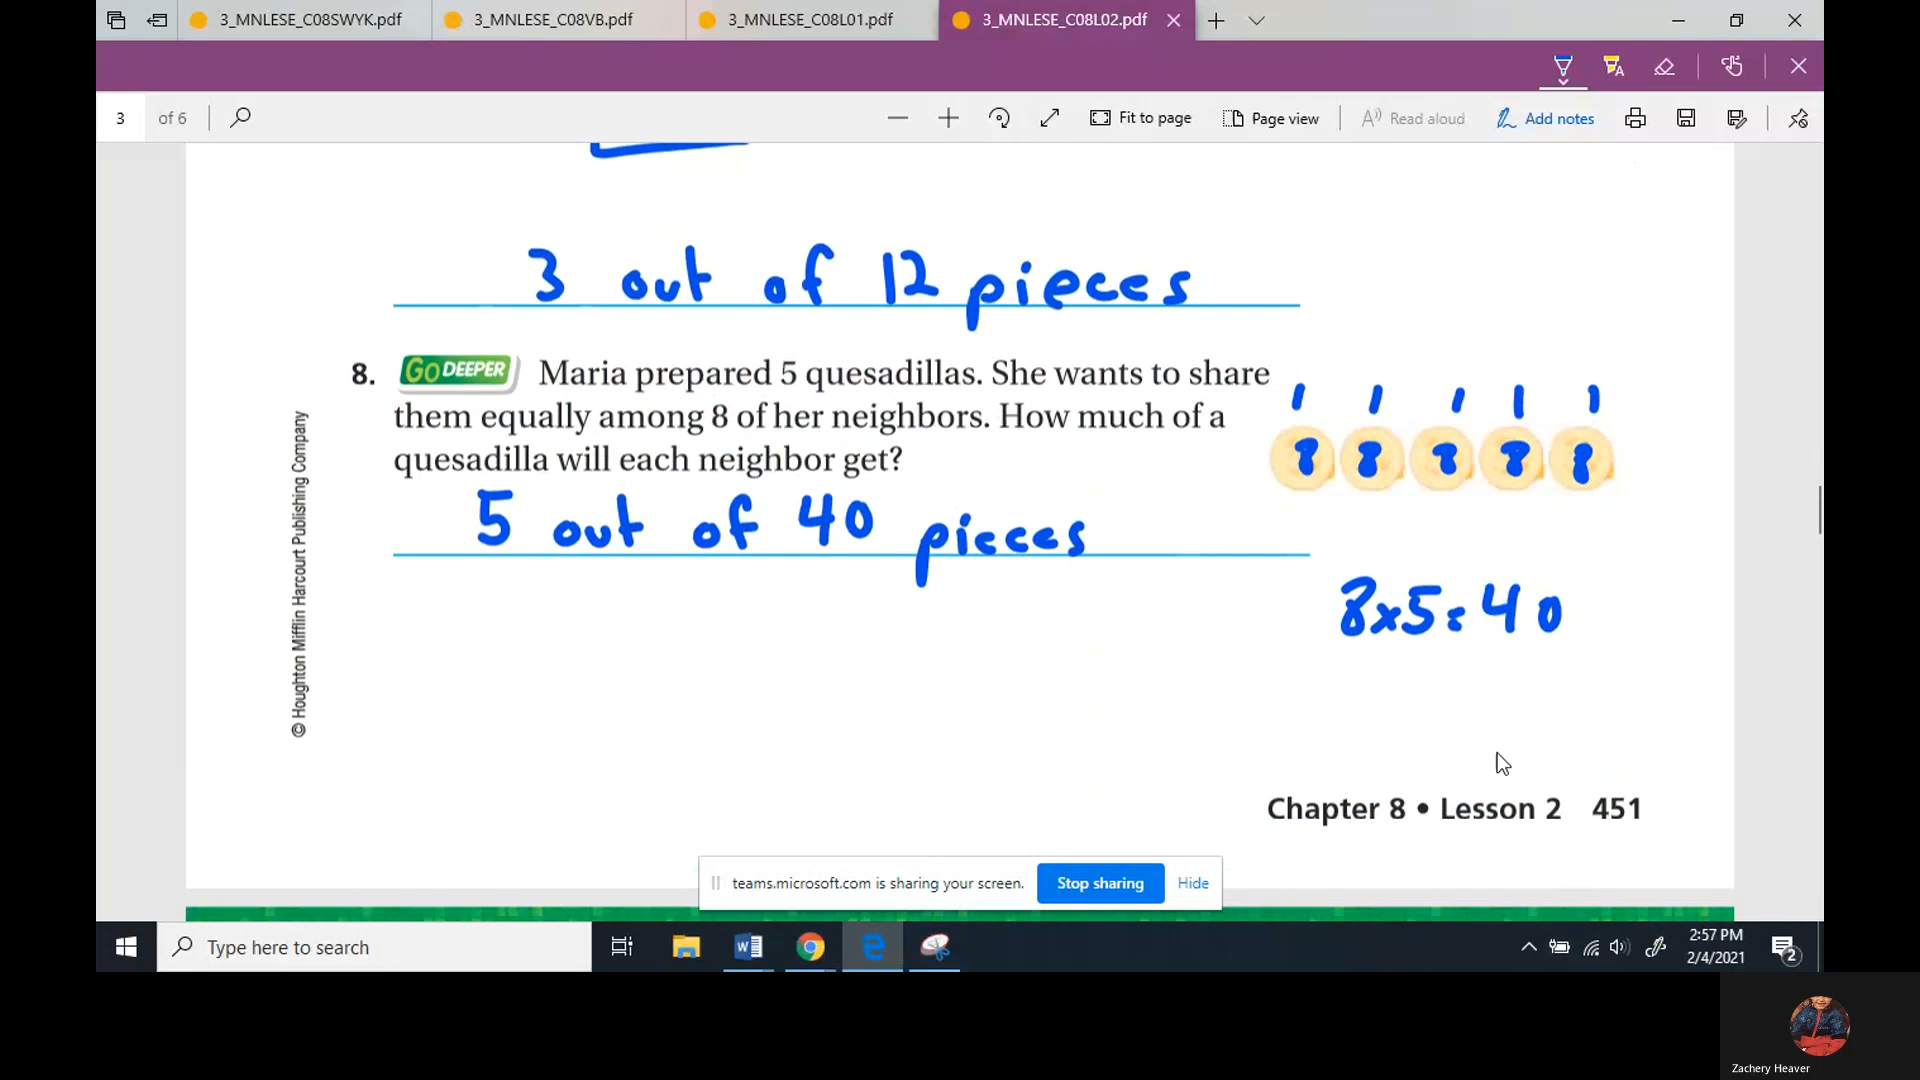 3_MNLESE_C08SWYK.pdf
3_MNLESE_C08VB.pdf
3_MNLESE_C08L01.pdf
3_MNLESE_C08L02.pdf
3 of 6
Fit to page
Page view
Read aloud
Add notes
3 out of 12 pieces
8. GO DEEPER Maria prepared 5 quesadillas. She wants to share
them equally among 8 of her neighbors. How much of a
quesadilla will each neighbor get?
1 1 1 1 1
8 8 8 8 8
5 out of 40 pieces
8x5=40
© Houghton Mifflin Harcourt Publishing Company
Chapter 8 • Lesson 2 451
teams.microsoft.com is sharing your screen.
Stop sharing
Hide
Type here to search
2:57 PM
2/4/2021
2
Zachery Heaver